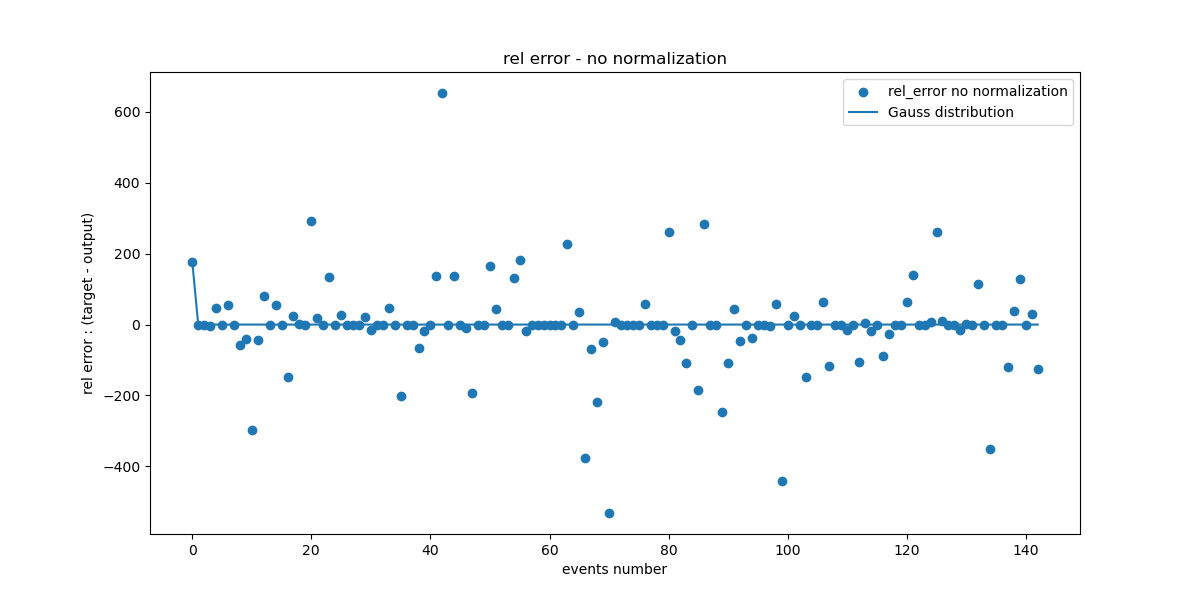 rel error - no normalization
rel_error no normalization
Gauss distribution
rel error : (target - output)
600
400
200
0
−200
−400
0
20
40
60
80
100
120
140
events number